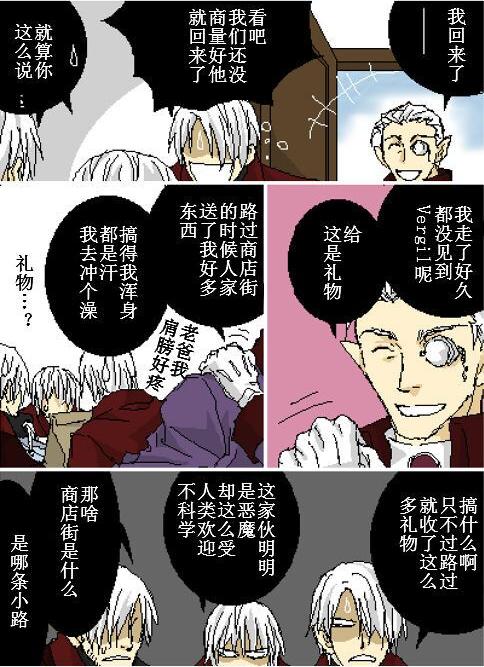 我回来了
——
看吧
我们还没
商量好他
就回来了
就算你
这么说…
我走了好久
都没见到
Vergil呢
给
这是礼物
路过商店街
的时候人家
送了我好多
东西
搞得我浑身
都是汗
我去冲个澡
老爸我
肩膀好疼
礼物…?
搞什么啊
只不过路过
就收了这么
多礼物
这家伙明明
是恶魔
却这么受
人类欢迎
不科学
那啥
商店街是什么
是哪条小路